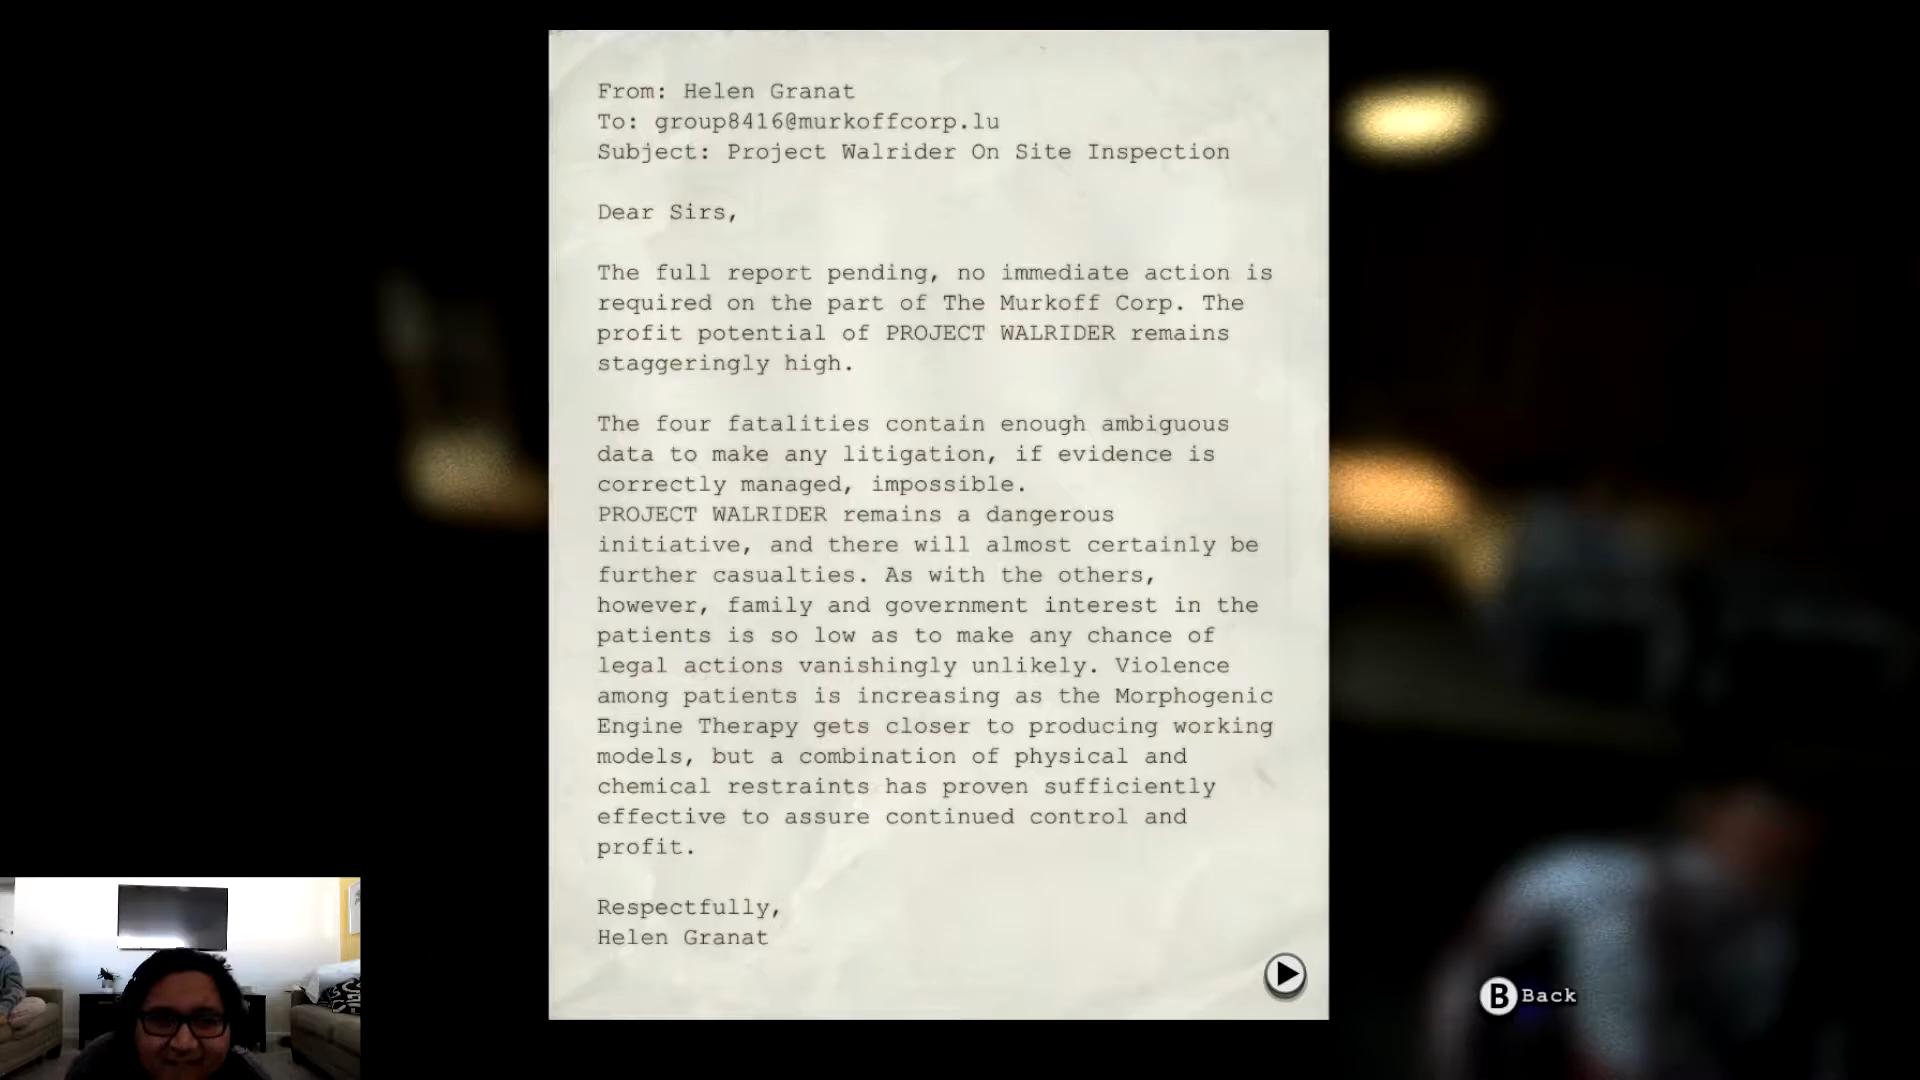 From: Helen Granat
To: group8416@murkoffcorp.lu
Subject: Project Walrider On Site Inspection
Dear Sirs,
The full report pending, no immediate action is
required on the part of The Murkoff Corp. The
profit potential of PROJECT WALRIDER remains
staggeringly high.
The four fatalities contain enough ambiguous
data to make any litigation, if evidence is
correctly managed, impossible.
PROJECT WALRIDER remains a dangerous
initiative, and there will almost certainly be
further casualties. As with the others,
however, family and government interest in the
patients is so low as to make any chance of
legal actions vanishingly unlikely. Violence
among patients is increasing as the Morphogenic
Engine Therapy gets closer to producing working
models, but a combination of physical and
chemical restraints has proven sufficiently
effective to assure continued control and
profit.
Respectfully,
Helen Granat
B Back